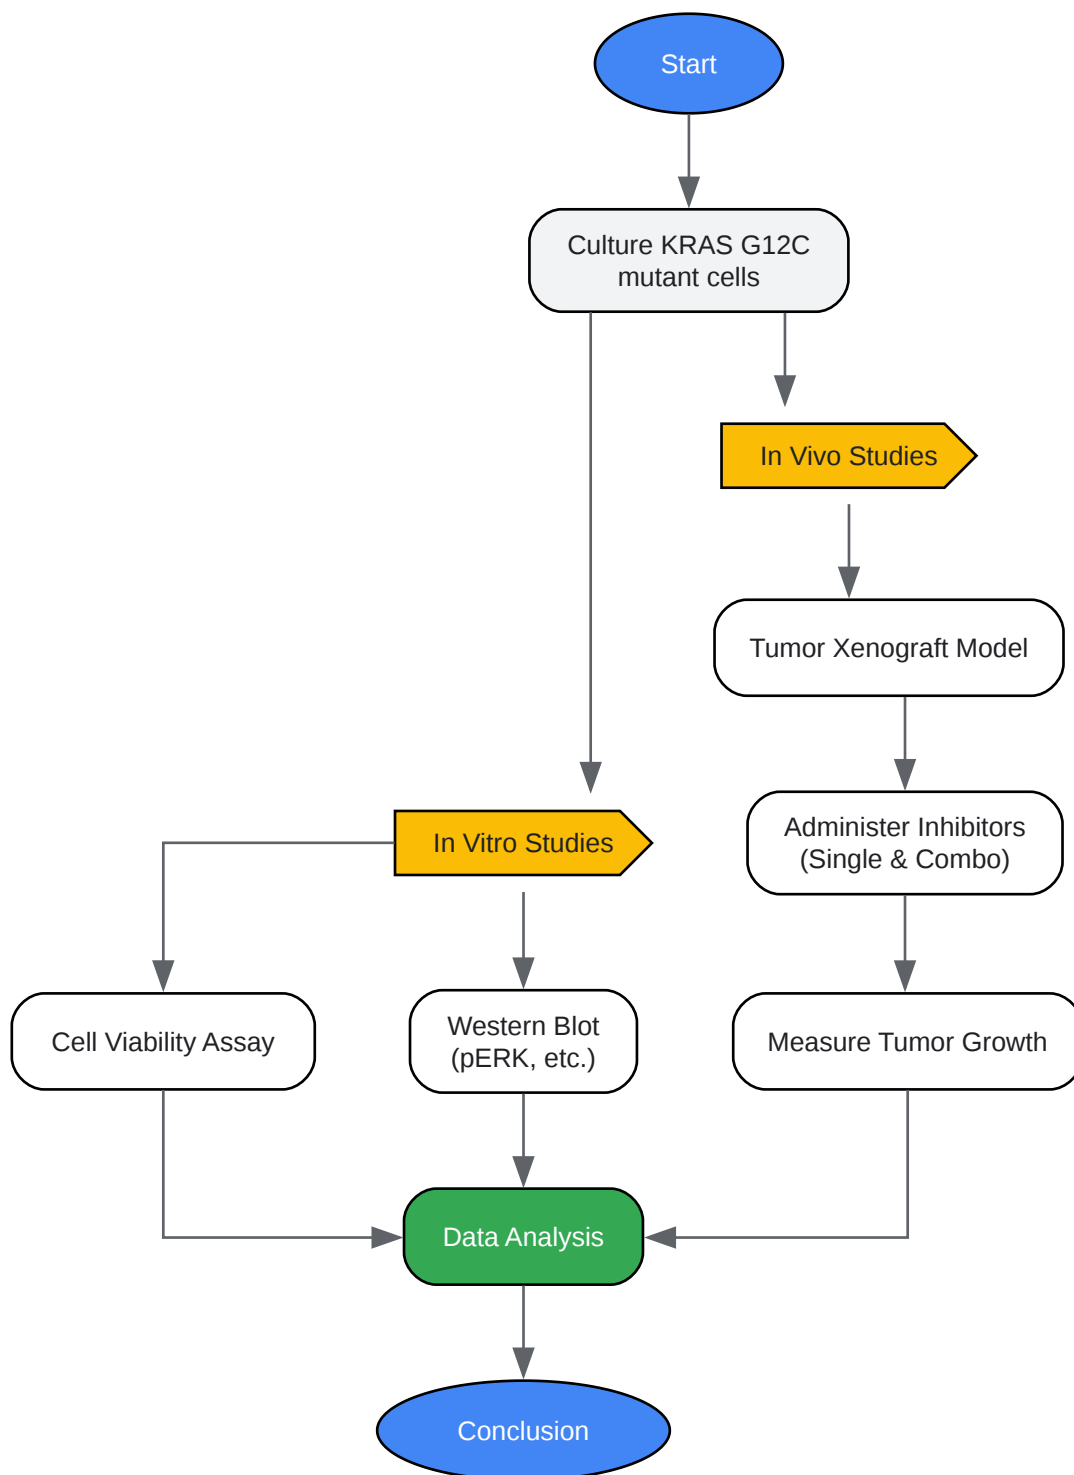 Start
Culture KRAS G12C
mutant cells
In Vivo Studies
Tumor Xenograft Model
Administer Inhibitors
(Single & Combo)
In Vitro Studies
Cell Viability Assay
Western Blot
(pERK, etc.)
Measure Tumor Growth
Data Analysis
Conclusion